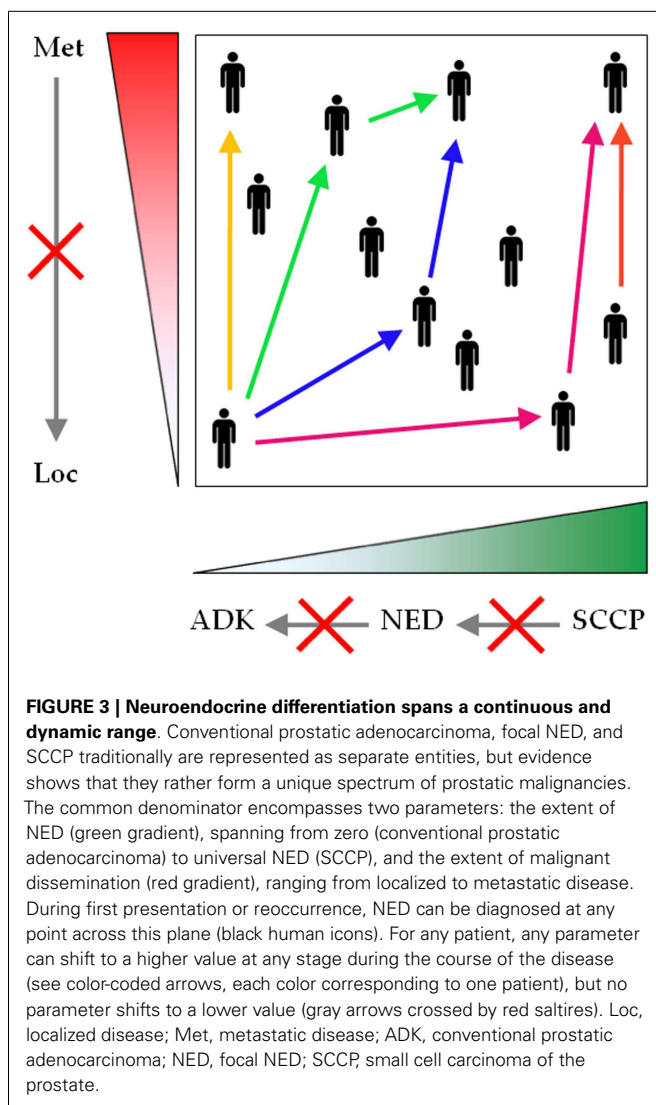 Met
Loc
ADK NED SCCP
FIGURE 3 | Neuroendocrine differentiation spans a continuous and
dynamic range. Conventional prostatic adenocarcinoma, focal NED, and
SCCP traditionally are represented as separate entities, but evidence
shows that they rather form a unique spectrum of prostatic malignancies.
The common denominator encompasses two parameters: the extent of
NED (green gradient), spanning from zero (conventional prostatic
adenocarcinoma) to universal NED (SCCP), and the extent of malignant
dissemination (red gradient), ranging from localized to metastatic disease.
During first presentation or reoccurrence, NED can be diagnosed at any
point across this plane (black human icons). For any patient, any parameter
can shift to a higher value at any stage during the course of the disease
(see color-coded arrows, each color corresponding to one patient), but no
parameter shifts to a lower value (gray arrows crossed by red saltires). Loc,
localized disease; Met, metastatic disease; ADK, conventional prostatic
adenocarcinoma; NED, focal NED; SCCP, small cell carcinoma of the
prostate.